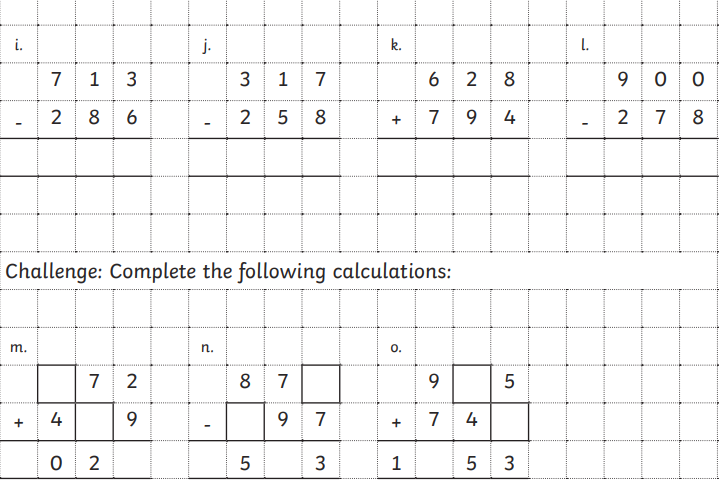 i. j. k. l.
7 1 3 3 1 7 6 2 8 9 0 0
- 2 8 6 - 2 5 8 + 7 9 4 - 2 7 8
Challenge: Complete the following calculations:
m. n. o.
7 2 8 7 9 5
+ 4 9 - 9 7 + 7 4
0 2 5 3 1 5 3